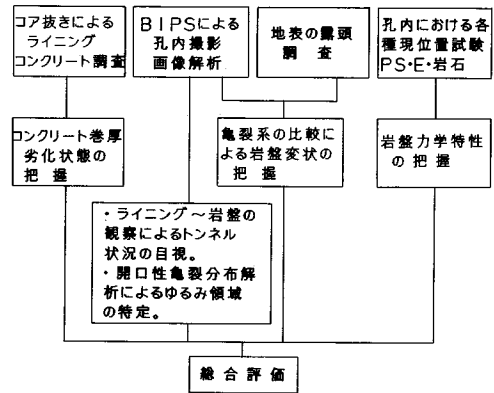 コア抜きによる
ライニング
コンクリート調査
BIPSによる
孔内撮影
画像解析
地表の露頭
調査
孔内における各
種現位置試験
PS・E・岩石
コンクリート巻厚
劣化状態の
把握
亀裂系の比較に
よる岩盤変状の
把握
岩盤力学特性
の把握
・ライニング～岩盤の
観察によるトンネル
状況の目視。
・開口性亀裂分布解
析によるゆるみ領域
の特定。
総合評価